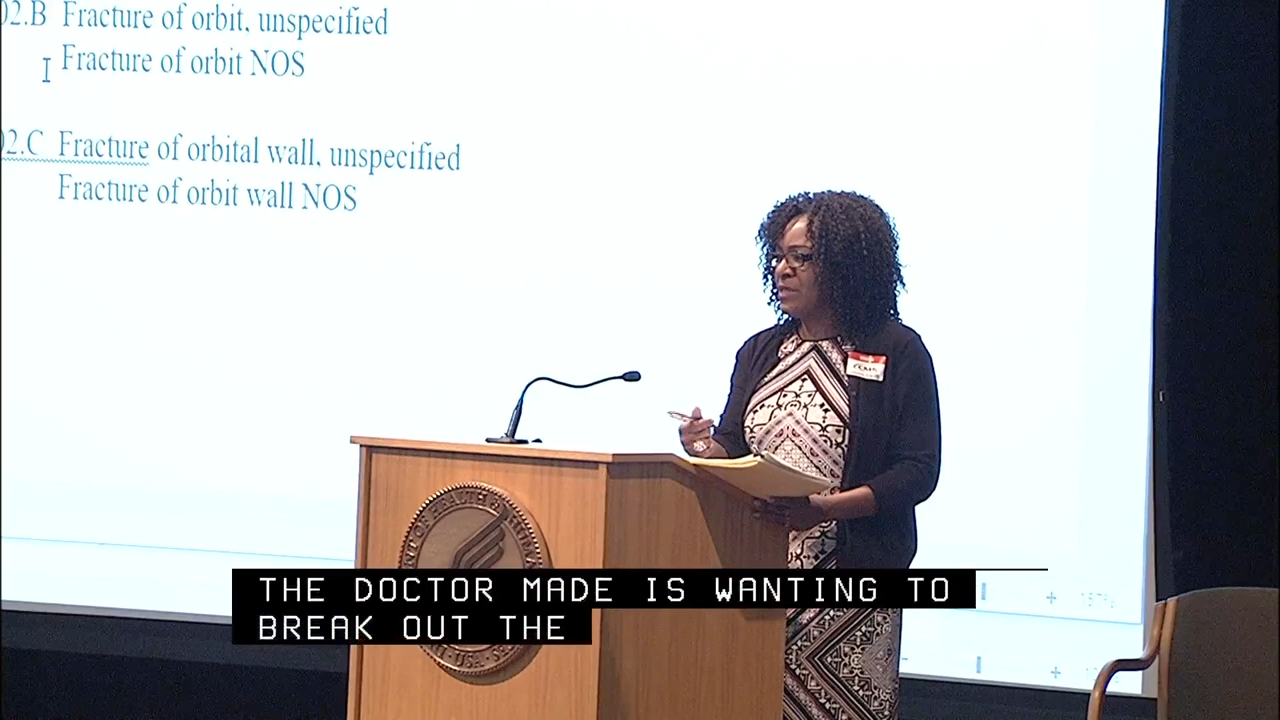 02.B Fracture of orbit, unspecified
Fracture of orbit NOS
02.C Fracture of orbital wall, unspecified
Fracture of orbit wall NOS
THE DOCTOR MADE IS WANTING TO
BREAK OUT THE